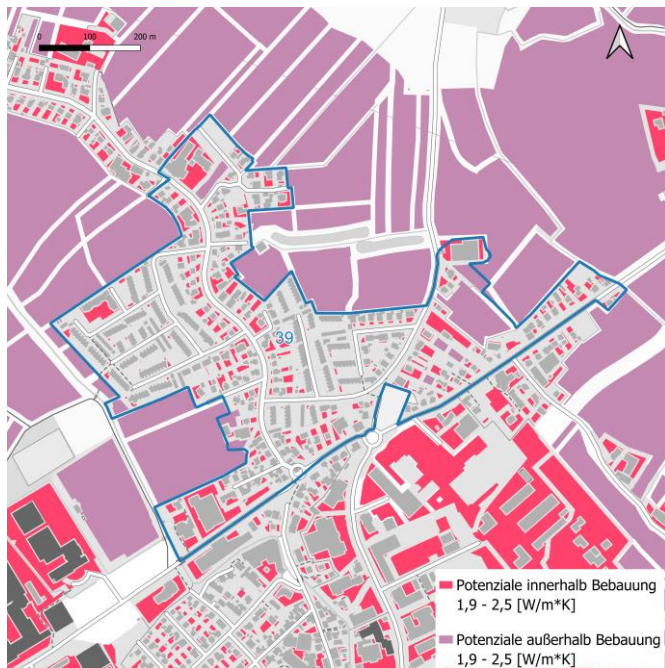 0 100 200 m
39
Potenziale innerhalb Bebauung
1,9 - 2,5 [W/m*K]
Potenziale außerhalb Bebauung
1,9 - 2,5 [W/m*K]